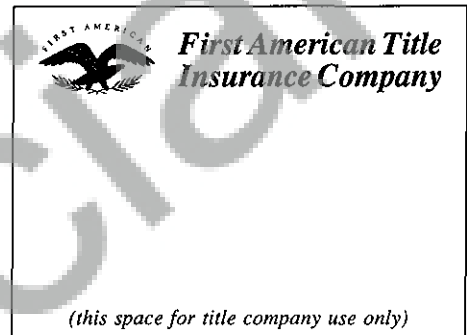 FIRST AMERICAN
First American Title
Insurance Company
(this space for title company use only)